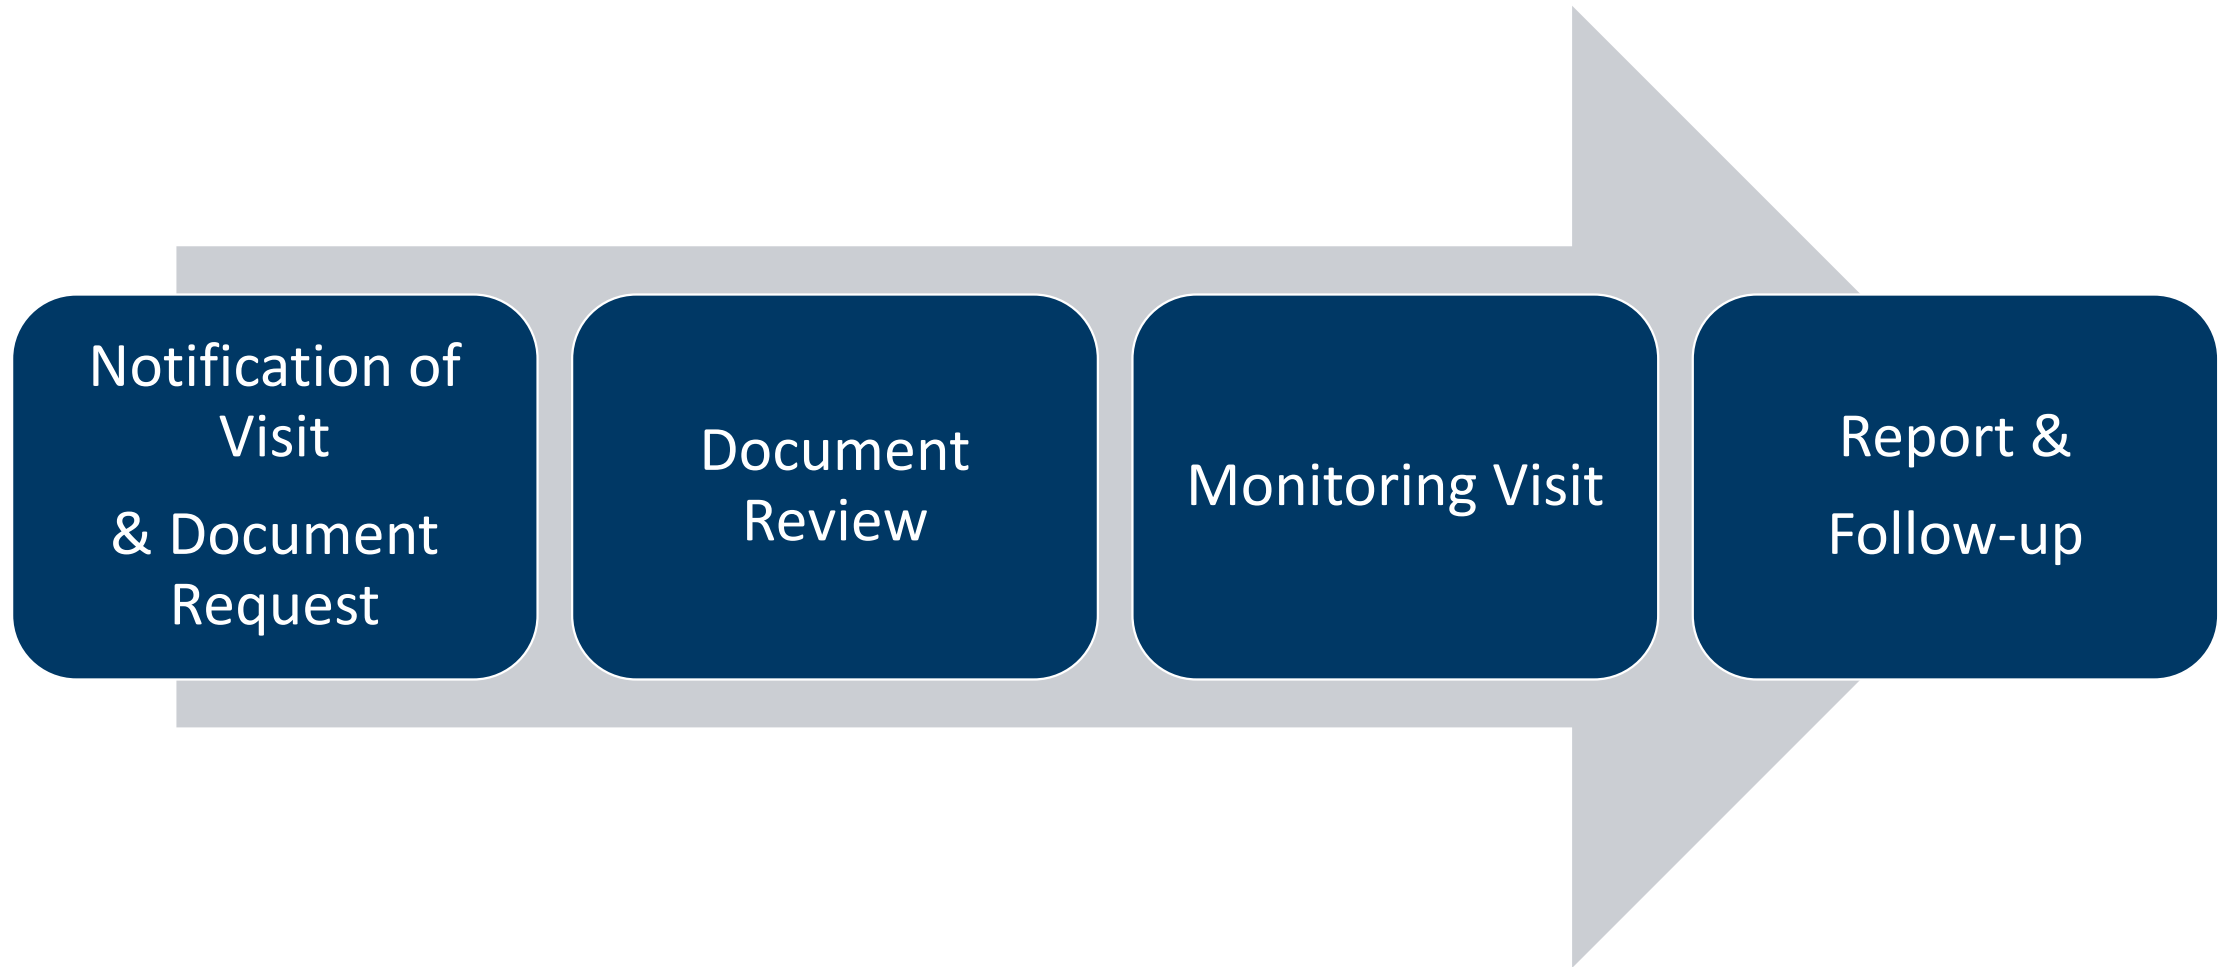 Notification of
Visit
& Document
Request
Document
Review
Monitoring Visit
Report &
Follow-up